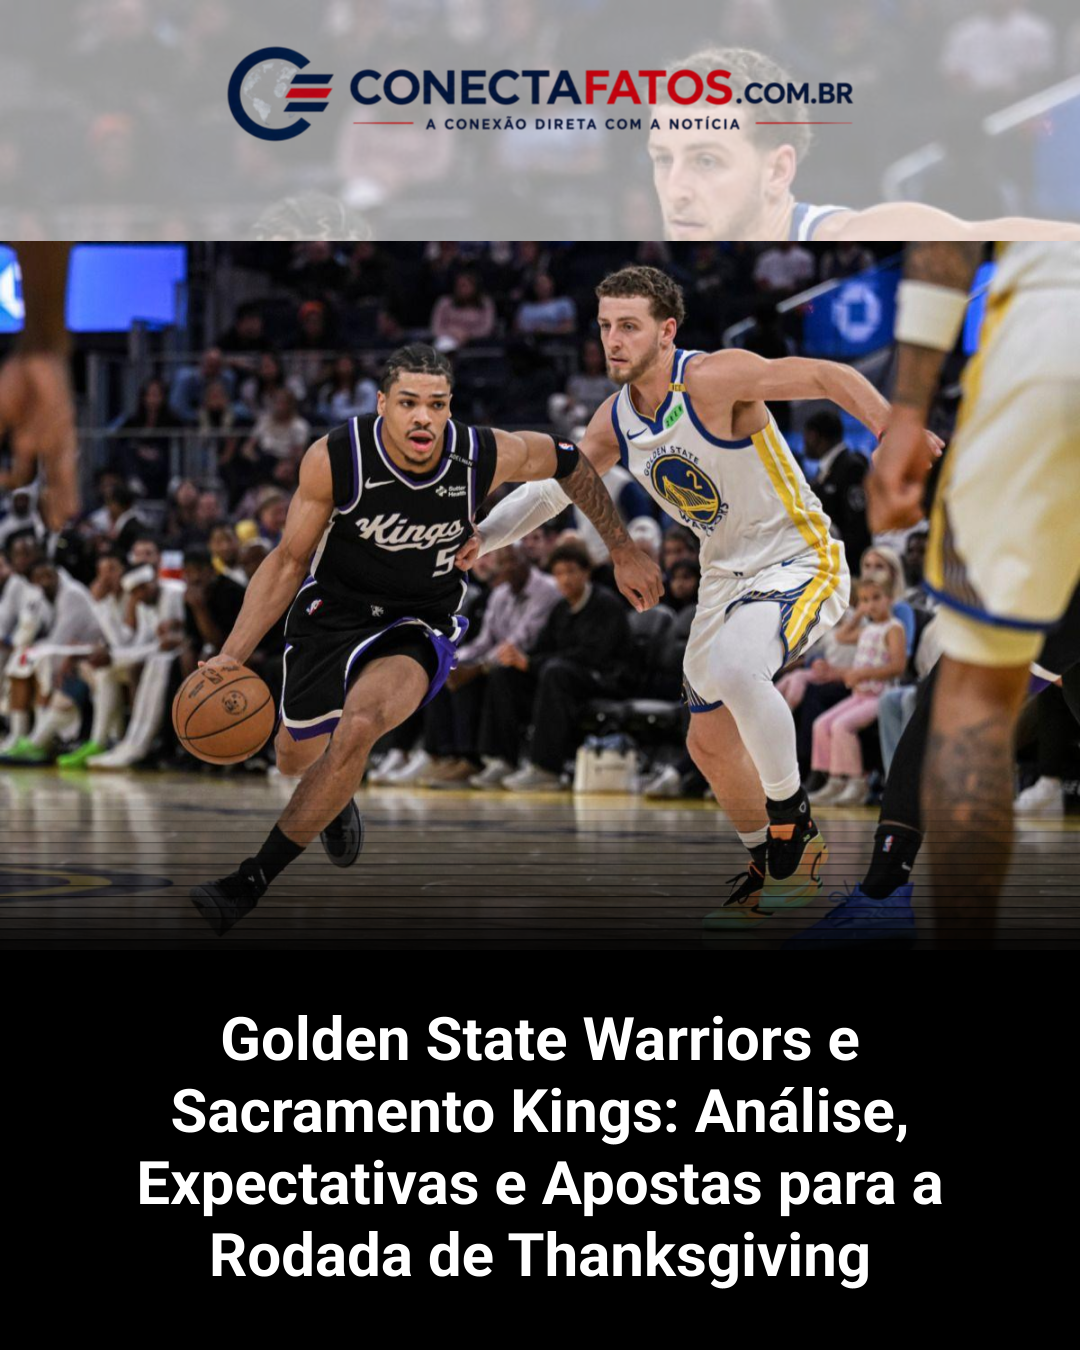 CONECTAFATOS.COM.BR
A CONEXÃO DIRETA COM A NOTÍCIA
Kings
5
GOLDEN STATE
2
WARRIORS
Golden State Warriors e
Sacramento Kings: Análise,
Expectativas e Apostas para a
Rodada de Thanksgiving